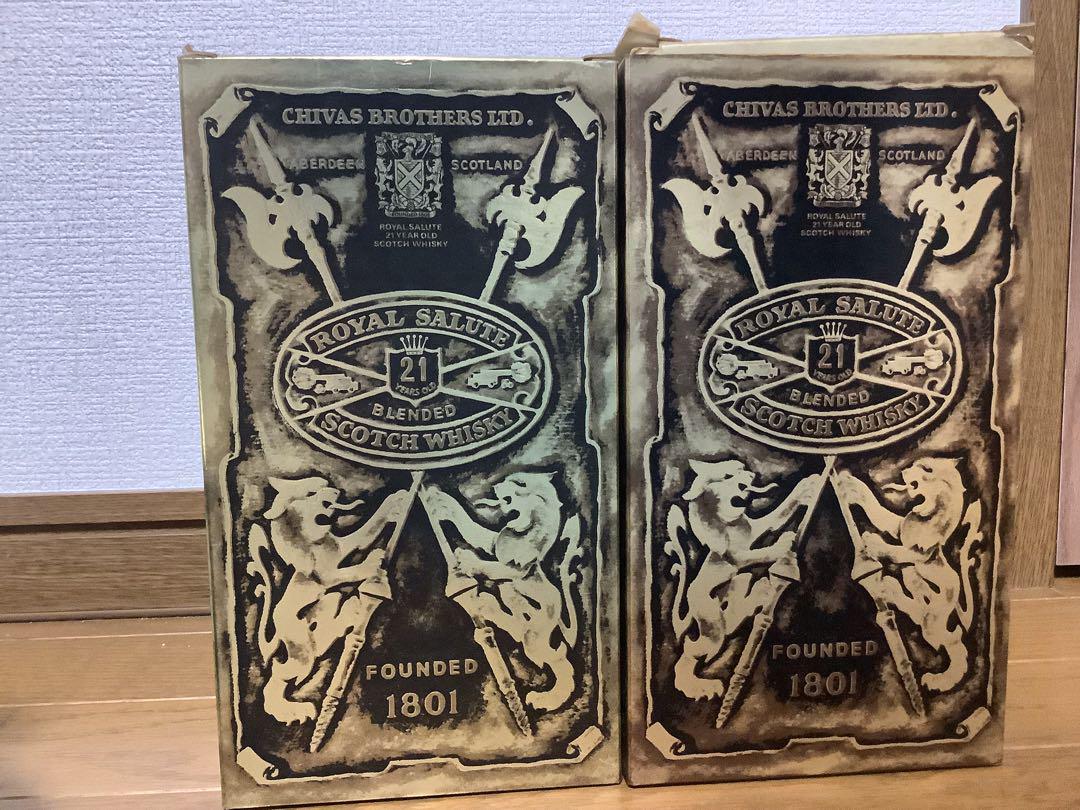 CHIVAS BROTHERS LTD.
ABERDEEN SCOTLAND
ROYAL SALUTE
21 YEAR OLD
SCOTCH WHISKY
ROYAL SALUTE
21
YEARS OLD
BLENDED
SCOTCH WHISKY
FOUNDED
1801
CHIVAS BROTHERS LTD.
ABERDEEN SCOTLAND
ROYAL SALUTE
21 YEAR OLD
SCOTCH WHISKY
ROYAL SALUTE
21
YEARS OLD
BLENDED
SCOTCH WHISKY
FOUNDED
1801